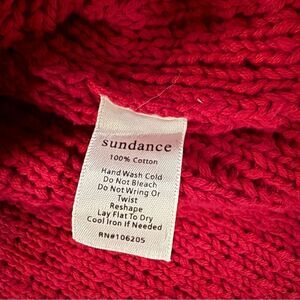 sundance
100% Cotton
Hand Wash Cold
Do Not Bleach
Do Not Wring Or
Twist
Reshape
Lay Flat To Dry
Cool Iron If Needed
RN#106205